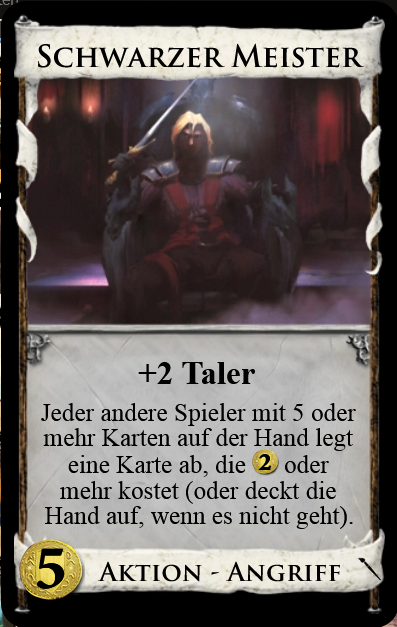 SCHWARZER MEISTER
+2 Taler
Jeder andere Spieler mit 5 oder
mehr Karten auf der Hand legt
eine Karte ab, die 2 oder
mehr kostet (oder deckt die
Hand auf, wenn es nicht geht).
5 AKTION - ANGRIFF